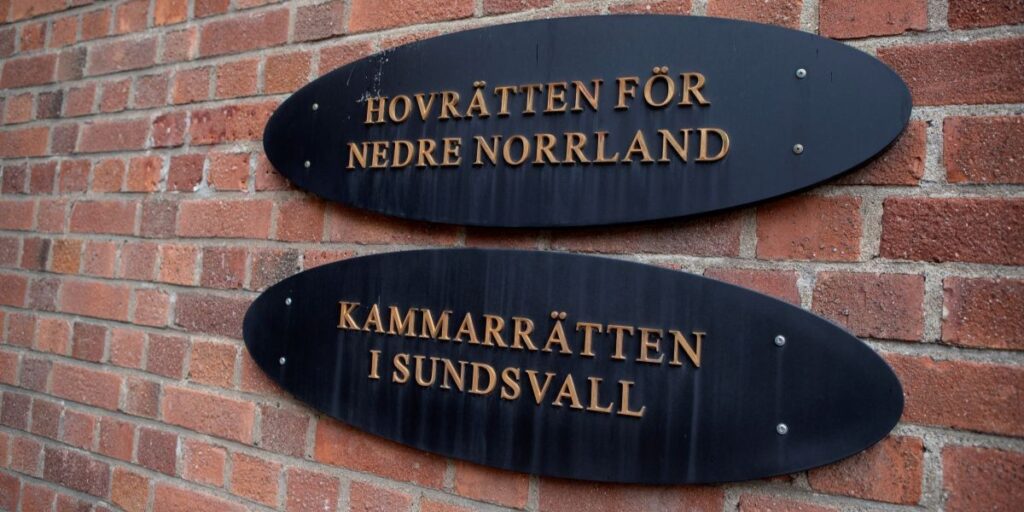 HOVRÄTTEN FÖR
NEDRE NORRLAND
KAMMARRÄTTEN
I SUNDSVALL